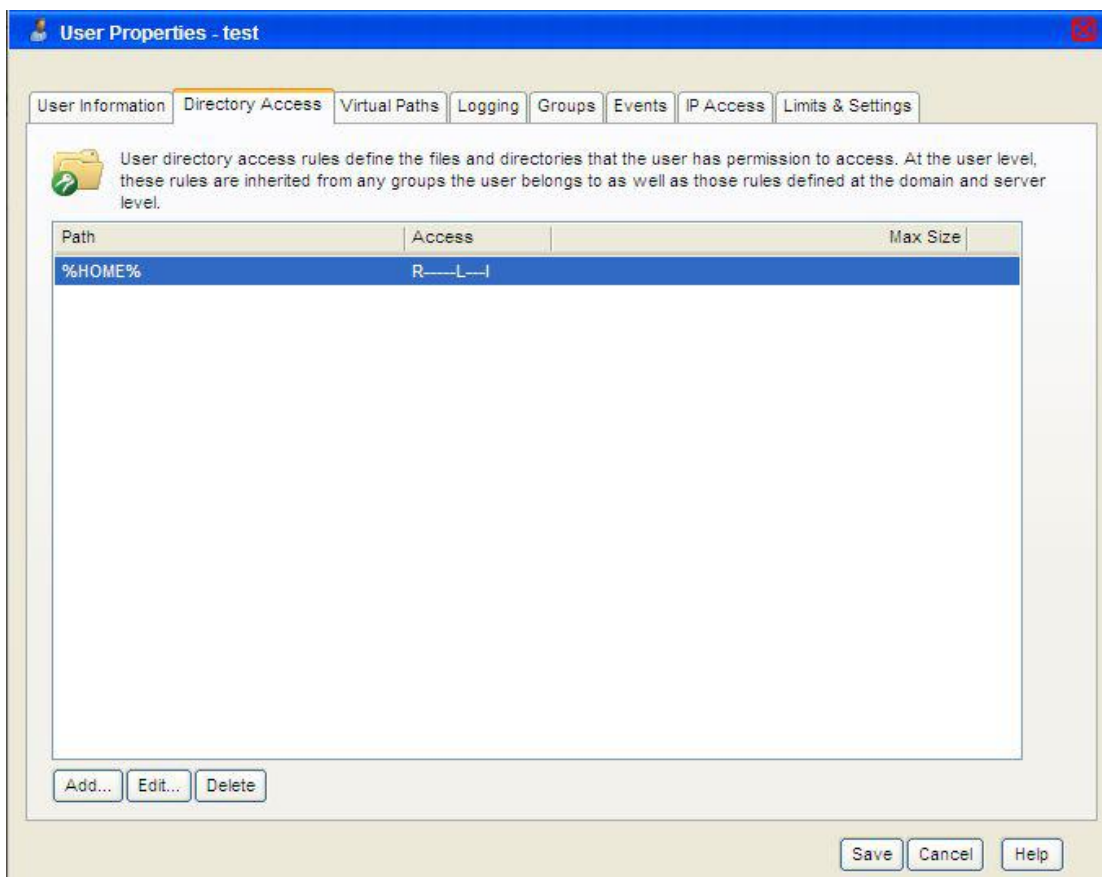 User Properties - test
User Information Directory Access Virtual Paths Logging Groups Events IP Access Limits & Settings
User directory access rules define the files and directories that the user has permission to access. At the user level,
these rules are inherited from any groups the user belongs to as well as those rules defined at the domain and server
level.
Path Access Max Size
%HOME% R-----L---I
Add... Edit... Delete
Save Cancel Help